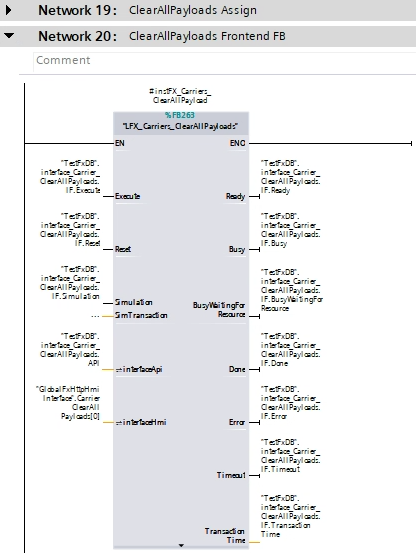 Network 19: ClearAllPayloads Assign
Network 20: ClearAllPayloads Frontend FB
Comment
#instFX_Carriers_
ClearAllPayload
%FB263
"LFX_Carriers_ClearAllPayloads"
EN
ENO
"TestFxDB".
interface_Carrier_
ClearAllPayloads.
IF.Execute
Execute
"TestFxDB".
interface_Carrier_
ClearAllPayloads.
IF.Reset
Reset
"TestFxDB".
interface_Carrier_
ClearAllPayloads.
IF.Simulation
Simulation
...
SimTransaction
"TestFxDB".
interface_Carrier_
ClearAllPayloads.
API
interfaceApi
"GlobalFxHttpHmi
Interface".Carrier
ClearAll
Payloads[0]
interfaceHmi
Ready
"TestFxDB".
interface_Carrier_
ClearAllPayloads.
IF.Ready
Busy
"TestFxDB".
interface_Carrier_
ClearAllPayloads.
IF.Busy
BusyWaitingFor
Resource
"TestFxDB".
interface_Carrier_
ClearAllPayloads.
IF.BusyWaitingFor
Resource
Done
"TestFxDB".
interface_Carrier_
ClearAllPayloads.
IF.Done
Error
"TestFxDB".
interface_Carrier_
ClearAllPayloads.
IF.Error
Timeout
"TestFxDB".
interface_Carrier_
ClearAllPayloads.
IF.Timeout
Transaction
Time
"TestFxDB".
interface_Carrier_
ClearAllPayloads.
IF.Transaction
Time